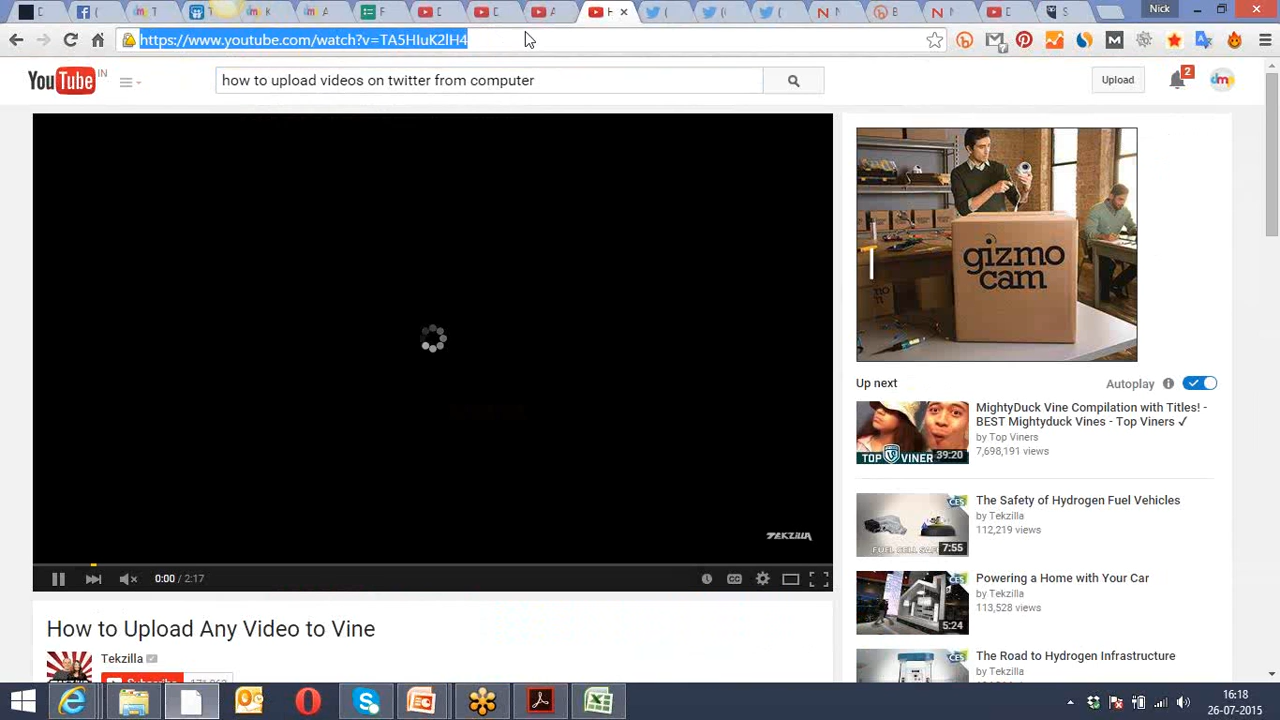 Nick
https://www.youtube.com/watch?v=TA5HIuK2lH4
YouTube IN
how to upload videos on twitter from computer
Upload
2
gizmo
cam
TEKZILLA
0:00 / 2:17
Up next
Autoplay
MightyDuck Vine Compilation with Titles! -
BEST Mightyduck Vines - Top Viners ✓
by Top Viners
7,698,191 views
TOP VINER
39:20
The Safety of Hydrogen Fuel Vehicles
by Tekzilla
112,219 views
CES
7:55
Powering a Home with Your Car
by Tekzilla
113,528 views
CES
5:24
The Road to Hydrogen Infrastructure
by Tekzilla
CES
How to Upload Any Video to Vine
Tekzilla
Subscribe
16:18
26-07-2015